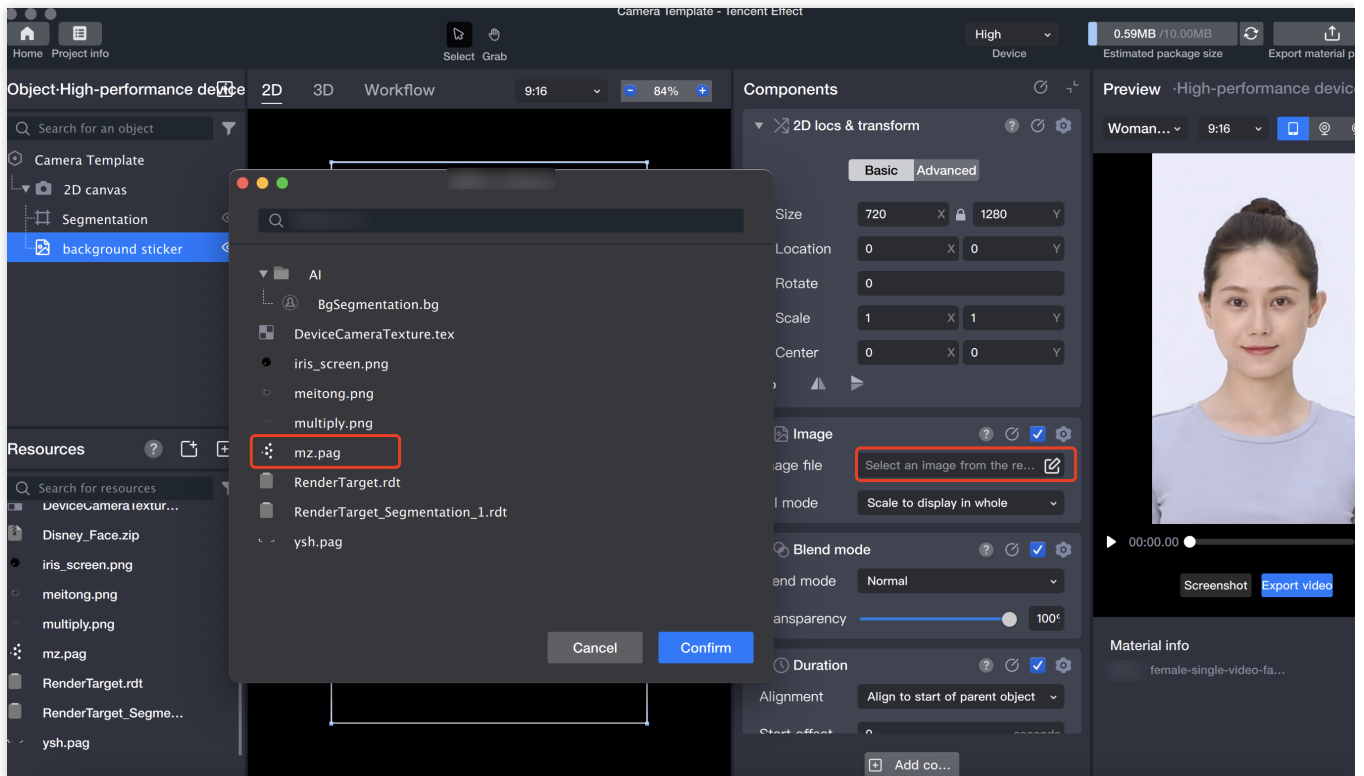 Camera Template - Tencent Effect
Home
Project info
Select
Grab
High
Device
0.59MB /10.00MB
Estimated package size
Export material p
Object·High-performance device
Search for an object
Camera Template
2D canvas
Segmentation
background sticker
Resources
Search for resources
DeviceCameraTextur...
Disney_Face.zip
iris_screen.png
meitong.png
multiply.png
mz.pag
RenderTarget.rdt
RenderTarget_Segme...
ysh.pag
2D
3D
Workflow
9:16
84%
AI
BgSegmentation.bg
DeviceCameraTexture.tex
iris_screen.png
meitong.png
multiply.png
mz.pag
RenderTarget.rdt
RenderTarget_Segmentation_1.rdt
ysh.pag
Cancel
Confirm
Components
2D locs & transform
Basic
Advanced
Size 720 X 1280 Y
Location 0 X 0 Y
Rotate 0
Scale 1 X 1 Y
Center 0 X 0 Y
Image
age file Select an image from the re...
l mode Scale to display in whole
Blend mode
end mode Normal
ansparency 100
Duration
Alignment Align to start of parent object
Start effect 0 seconds
Add co...
Preview ·High-performance device
Woman...
9:16
00:00.00
Screenshot
Export video
Material info
female-single-video-fa...